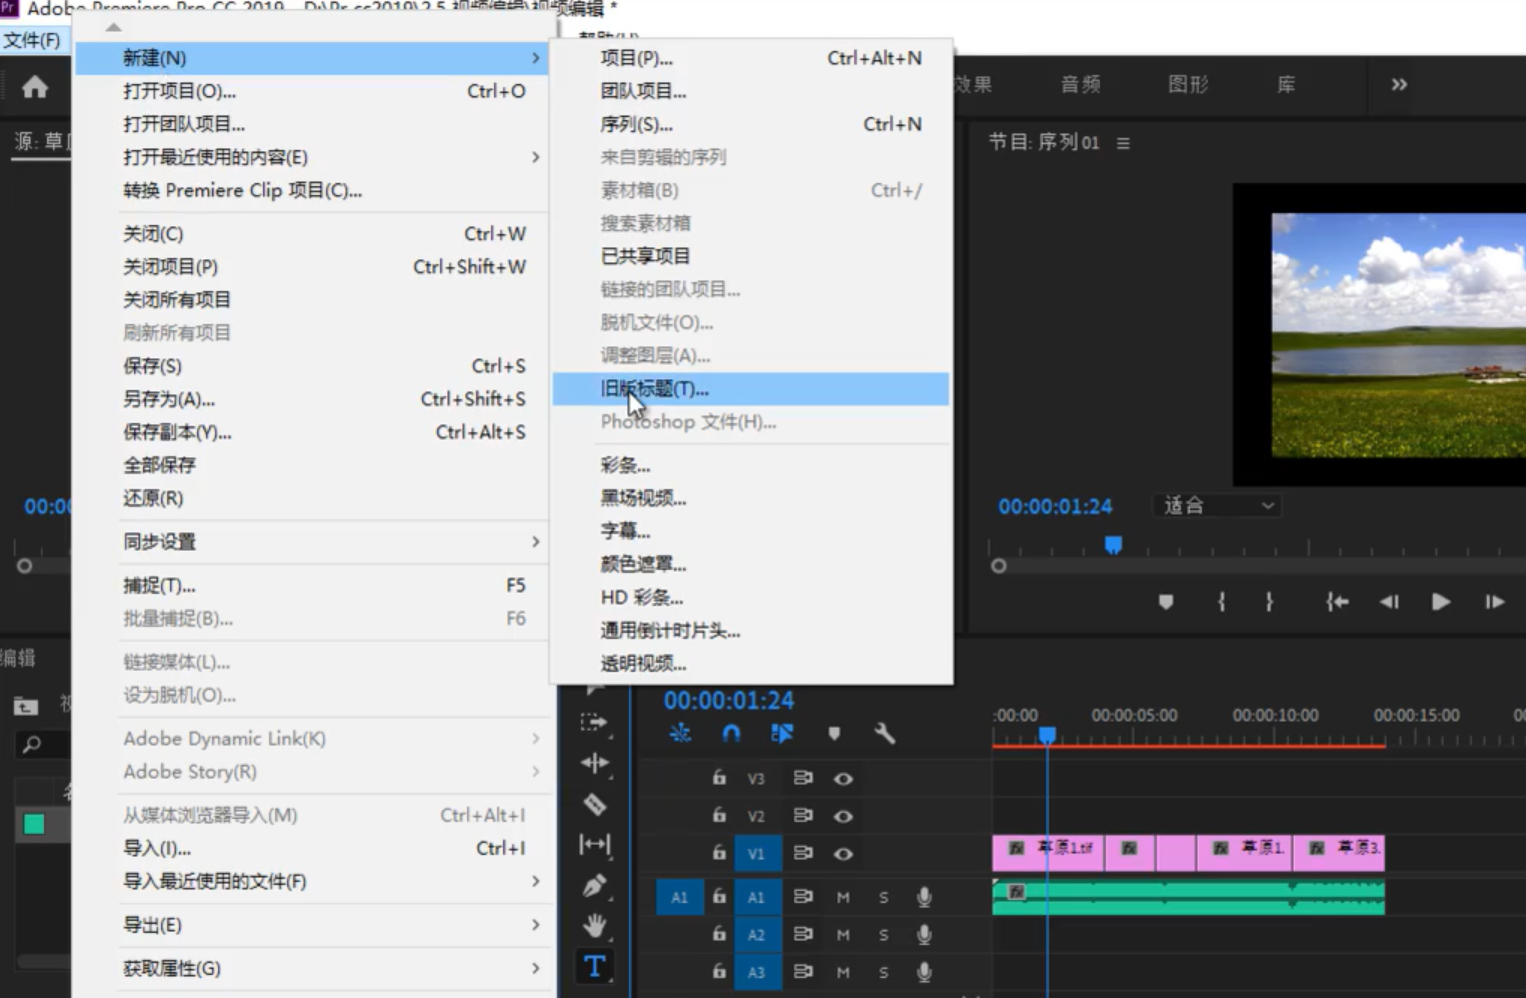 Adobe Premiere Pro CC 2019 - D:\Pr cc2019\2.5 视频编辑\视频编辑 *
文件(F)
新建(N)
打开项目(O)... Ctrl+O
打开团队项目...
打开最近使用的内容(E)
转换 Premiere Clip 项目(C)...
关闭(C) Ctrl+W
关闭项目(P) Ctrl+Shift+W
关闭所有项目
刷新所有项目
保存(S) Ctrl+S
另存为(A)... Ctrl+Shift+S
保存副本(Y)... Ctrl+Alt+S
全部保存
还原(R)
同步设置
捕捉(T)... F5
批量捕捉(B)... F6
链接媒体(L)...
设为脱机(O)...
Adobe Dynamic Link(K)
Adobe Story(R)
从媒体浏览器导入(M) Ctrl+Alt+I
导入(I)... Ctrl+I
导入最近使用的文件(F)
导出(E)
获取属性(G)
项目(P)... Ctrl+Alt+N
团队项目...
序列(S)... Ctrl+N
来自剪辑的序列
素材箱(B) Ctrl+/
搜索素材箱
已共享项目
链接的团队项目...
脱机文件(O)...
调整图层(A)...
旧版标题(T)...
Photoshop 文件(H)...
彩条...
黑场视频...
字幕...
颜色遮罩...
HD 彩条...
通用倒计时片头...
透明视频...
效果 音频 图形 库
源: 草
节目: 序列 01
00:00:01:24 适合
编辑
00:00:01:24
:00:00 00:00:05:00 00:00:10:00 00:00:15:00
V3
V2
V1
草原1.tif 草原1. 草原3.
A1 A1 M S
A2 M S
A3 M S